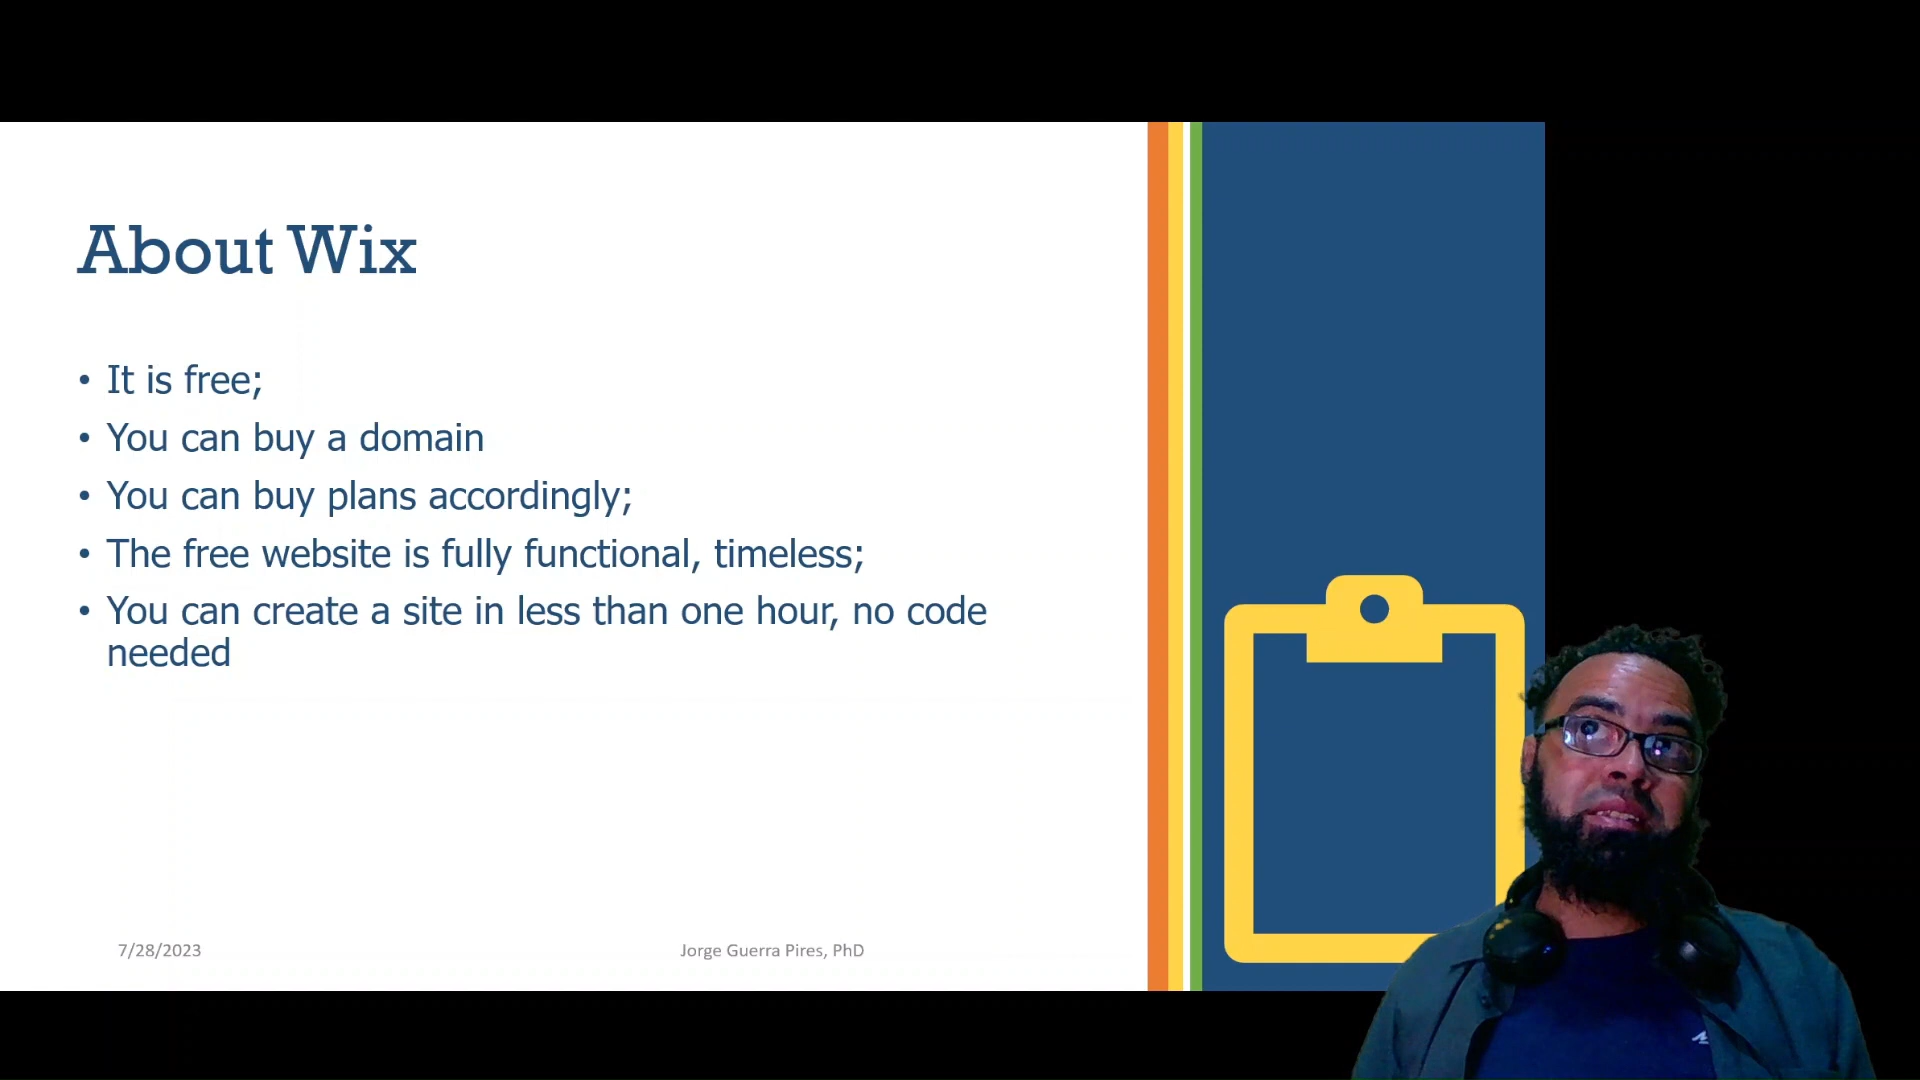 About Wix
• It is free;
• You can buy a domain
• You can buy plans accordingly;
• The free website is fully functional, timeless;
• You can create a site in less than one hour, no code
needed
7/28/2023
Jorge Guerra Pires, PhD